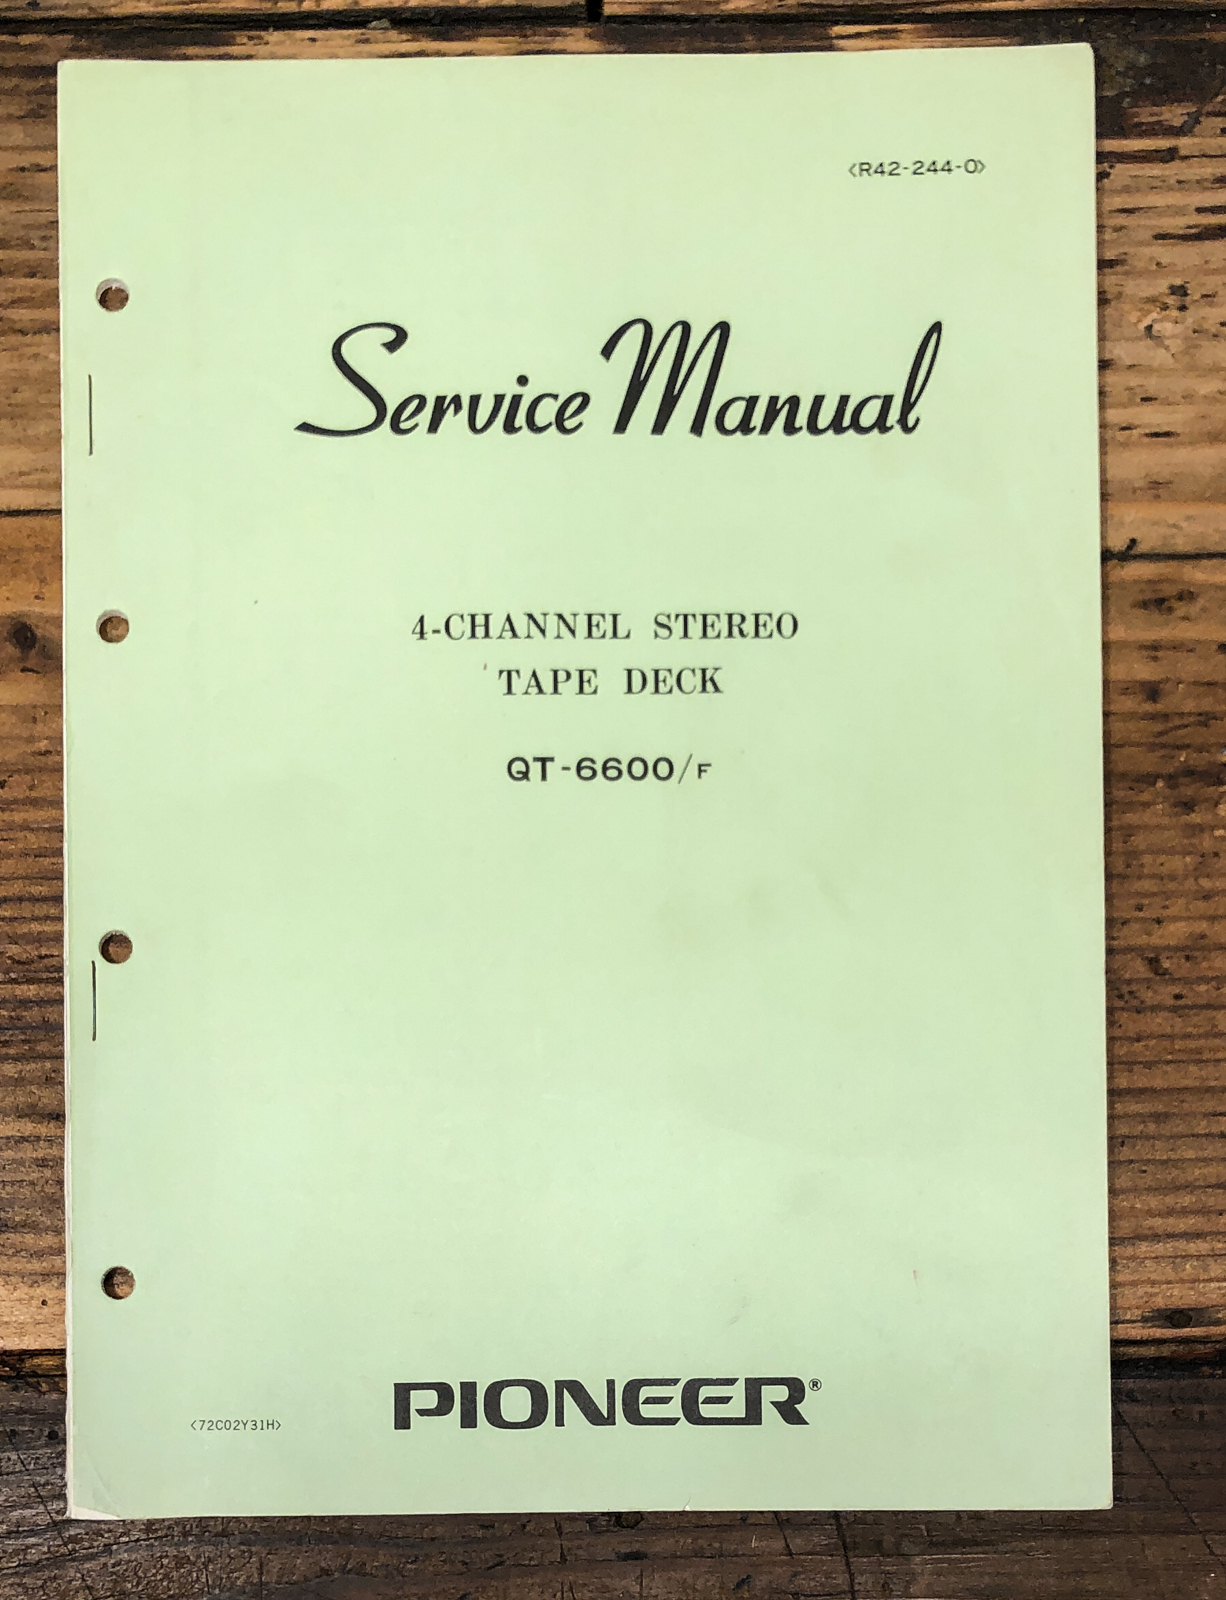 <R42-244-0>
Service Manual
4-CHANNEL STEREO
TAPE DECK
QT-6600/F
<72C02Y31H>
PIONEER®